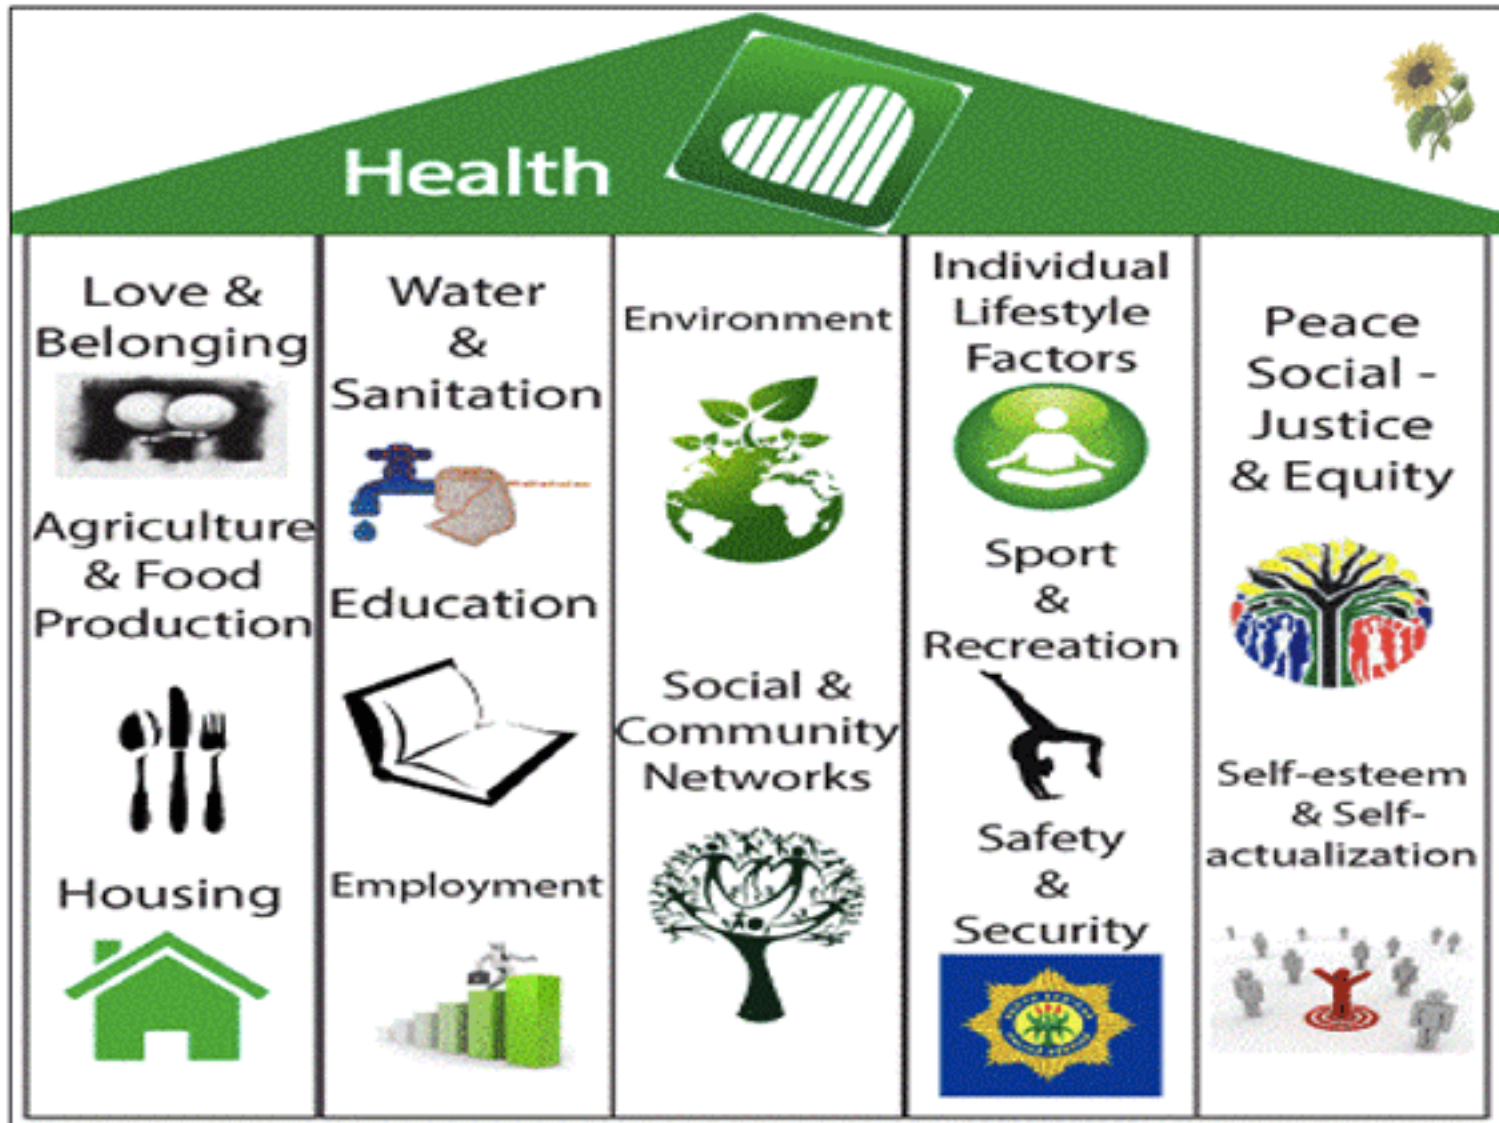 Health
Love &
Belonging
Agriculture
& Food
Production
Housing
Water
&
Sanitation
Education
Employment
Environment
Social &
Community
Networks
Individual
Lifestyle
Factors
Sport
&
Recreation
Safety
&
Security
Peace
Social -
Justice
& Equity
Self-esteem
& Self-
actualization